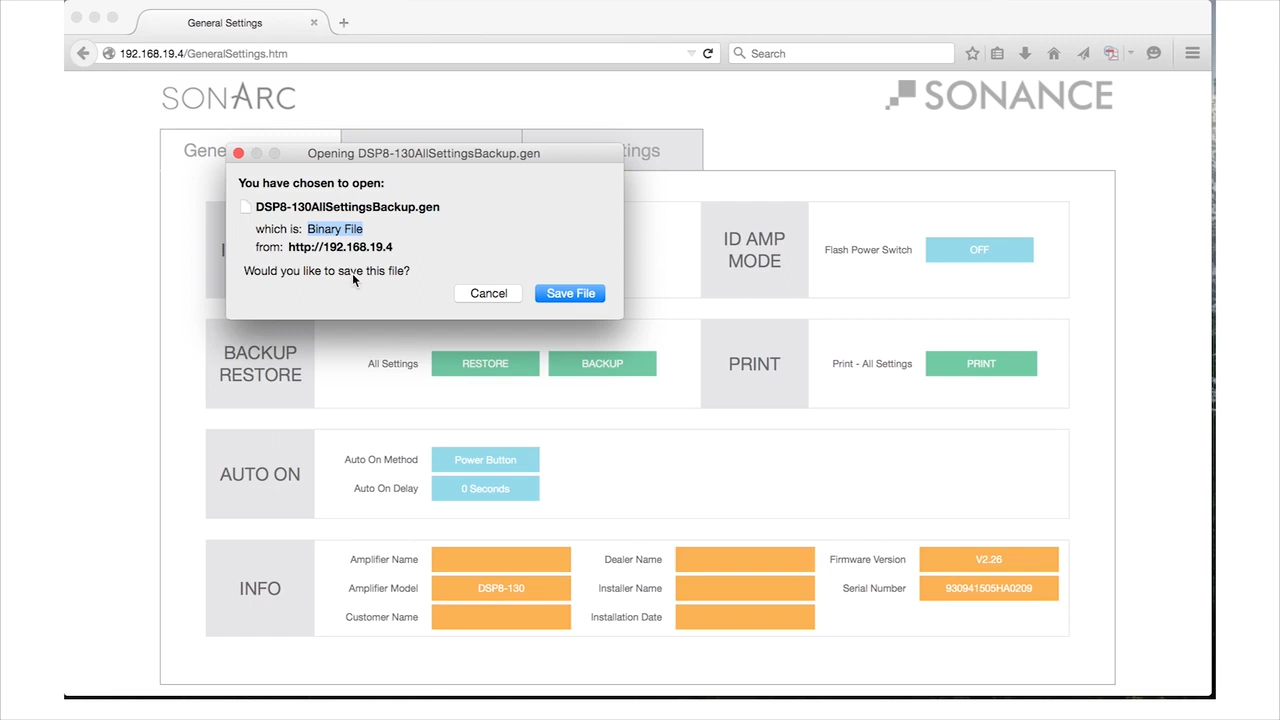 General Settings
192.168.19.4/GeneralSettings.htm
Search
SONARC
SONANCE
Gene
tings
Opening DSP8-130AllSettingsBackup.gen
You have chosen to open:
DSP8-130AllSettingsBackup.gen
which is: Binary File
from: http://192.168.19.4
Would you like to save this file?
Cancel
Save File
I
ID AMP
MODE
Flash Power Switch
OFF
BACKUP
RESTORE
All Settings
RESTORE
BACKUP
PRINT
Print - All Settings
PRINT
AUTO ON
Auto On Method
Power Button
Auto On Delay
0 Seconds
INFO
Amplifier Name
Dealer Name
Firmware Version
V2.26
Amplifier Model
DSP8-130
Installer Name
Serial Number
930941505HA0209
Customer Name
Installation Date